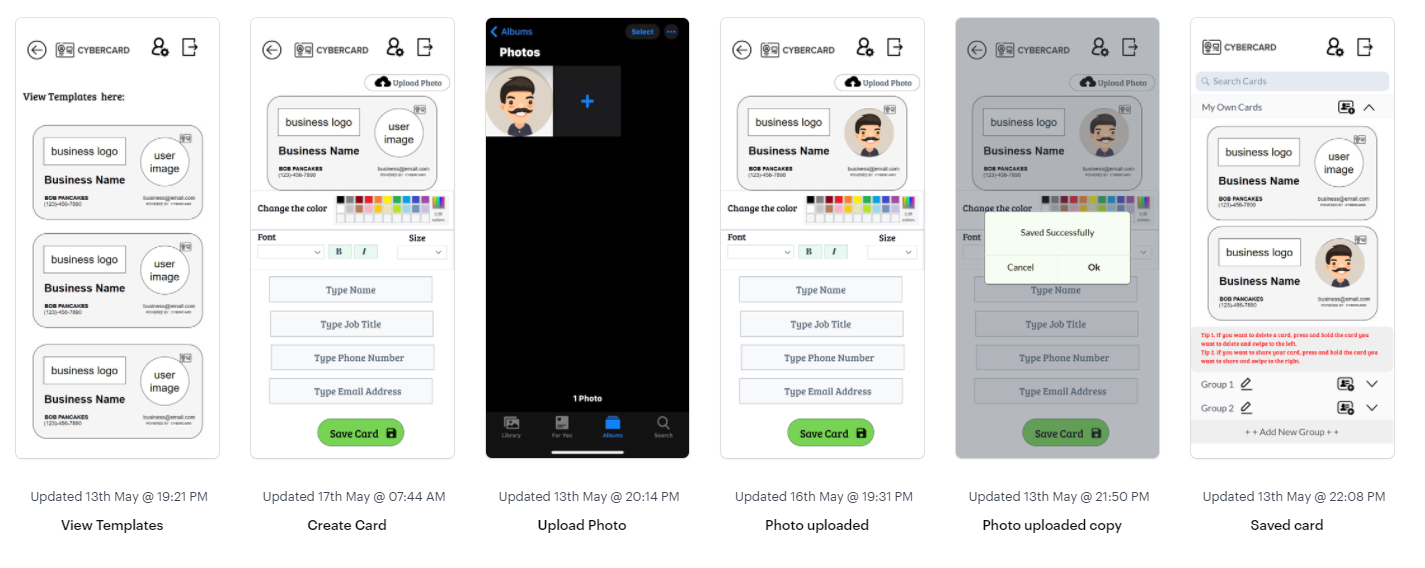 CYBERCARD
View Templates here:
business logo
user
image
Business Name
BOB PANCAKES
(123)-456-7890
business@email.com
POWERED BY CYBERCARD
business logo
user
image
Business Name
BOB PANCAKES
(123)-456-7890
business@email.com
POWERED BY CYBERCARD
business logo
user
image
Business Name
BOB PANCAKES
(123)-456-7890
business@email.com
POWERED BY CYBERCARD
Updated 13th May @ 19:21 PM
View Templates
CYBERCARD
Upload Photo
business logo
user
image
Business Name
BOB PANCAKES
(123)-456-7890
business@email.com
POWERED BY CYBERCARD
Change the color
Edit
colors
Font
Size
B I
Type Name
Type Job Title
Type Phone Number
Type Email Address
Save Card
Updated 17th May @ 07:44 AM
Create Card
Albums
Select
Photos
1 Photo
Library
For You
Albums
Search
Updated 13th May @ 20:14 PM
Upload Photo
CYBERCARD
Upload Photo
business logo
Business Name
BOB PANCAKES
(123)-456-7890
business@email.com
POWERED BY CYBERCARD
Change the color
Edit
colors
Font
Size
B I
Type Name
Type Job Title
Type Phone Number
Type Email Address
Save Card
Updated 16th May @ 19:31 PM
Photo uploaded
CYBERCARD
Upload Photo
business logo
Business Name
BOB PANCAKES
(123)-456-7890
business@email.com
POWERED BY CYBERCARD
Change the color
Edit
colors
Font
Saved Successfully
Cancel
Ok
Type Name
Type Job Title
Type Phone Number
Type Email Address
Save Card
Updated 13th May @ 21:50 PM
Photo uploaded copy
CYBERCARD
Search Cards
My Own Cards
business logo
user
image
Business Name
BOB PANCAKES
(123)-456-7890
business@email.com
POWERED BY CYBERCARD
business logo
Business Name
BOB PANCAKES
(123)-456-7890
business@email.com
POWERED BY CYBERCARD
Tip 1. If you want to delete a card, press and hold the card you
want to delete and swipe to the left.
Tip 2. If you want to share your card, press and hold the card you
want to share and swipe to the right.
Group 1
Group 2
+ + Add New Group + +
Updated 13th May @ 22:08 PM
Saved card